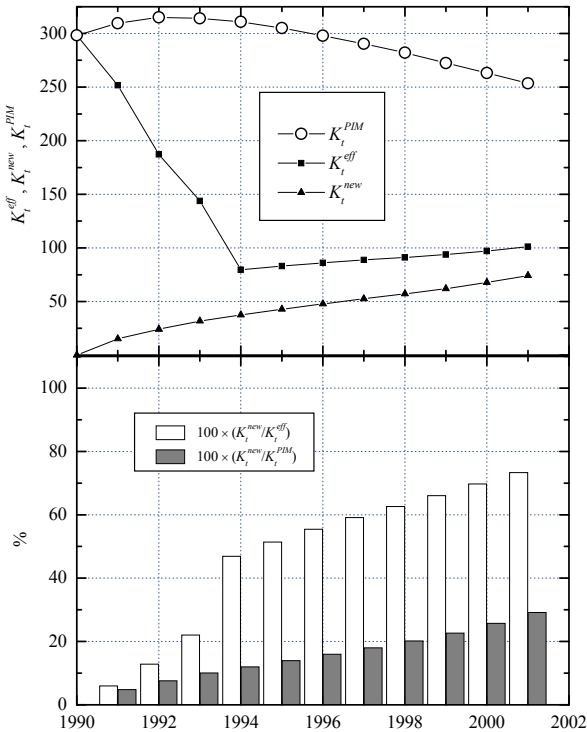 300
250
200
150
100
50
K_t^eff , K_t^new , K_t^PIM
K_t^PIM
K_t^eff
K_t^new
100
80
60
40
20
0
%
100 × (K_t^new/K_t^eff)
100 × (K_t^new/K_t^PIM)
1990 1992 1994 1996 1998 2000 2002